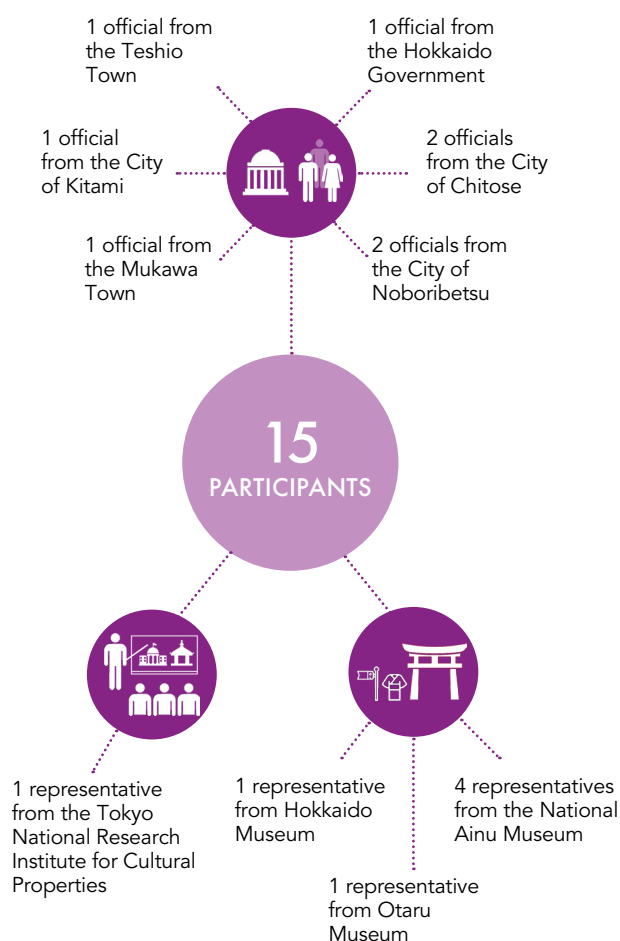 1 official from
the Teshio
Town
1 official from
the Hokkaido
Government
1 official
from the City
of Kitami
2 officials
from the City
of Chitose
1 official from
the Mukawa
Town
2 officials from
the City of
Noboribetsu
15
PARTICIPANTS
1 representative
from the Tokyo
National Research
Institute for Cultural
Properties
1 representative
from Hokkaido
Museum
4 representatives
from the National
Ainu Museum
1 representative
from Otaru
Museum